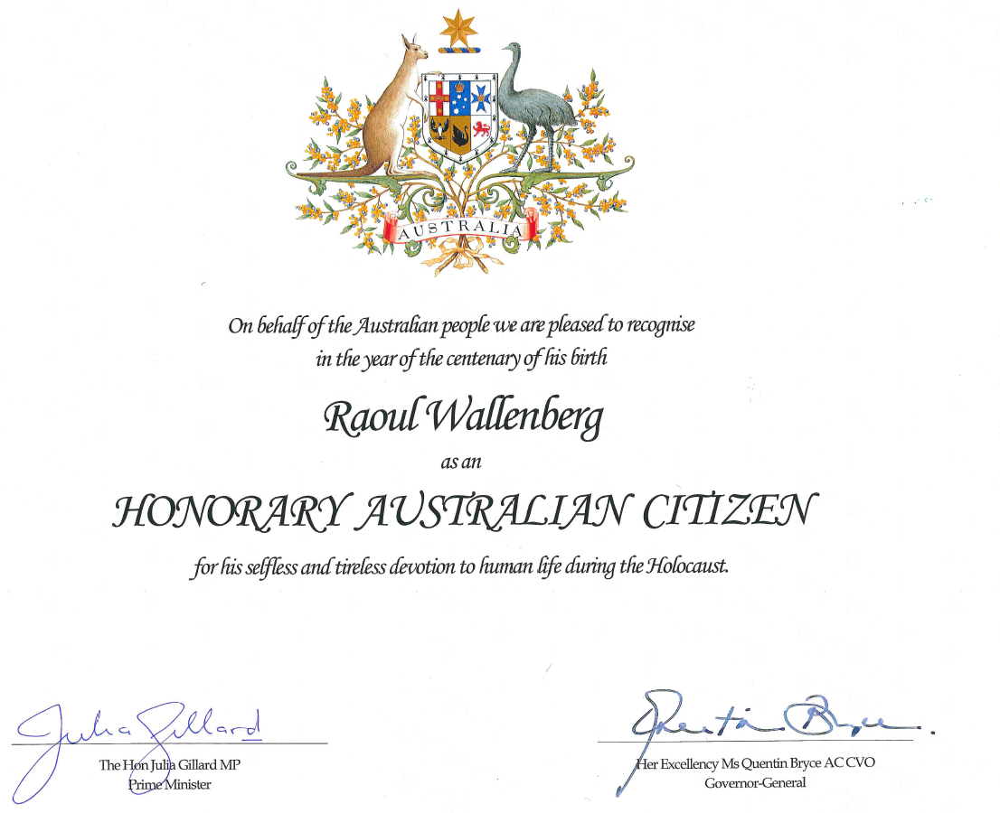 AUSTRALIA
On behalf of the Australian people we are pleased to recognise
in the year of the centenary of his birth
Raoul Wallenberg
as an
HONORARY AUSTRALIAN CITIZEN
for his selfless and tireless devotion to human life during the Holocaust.
Julia Gillard
The Hon Julia Gillard MP
Prime Minister
Quentin Bryce.
Her Excellency Ms Quentin Bryce AC CVO
Governor-General